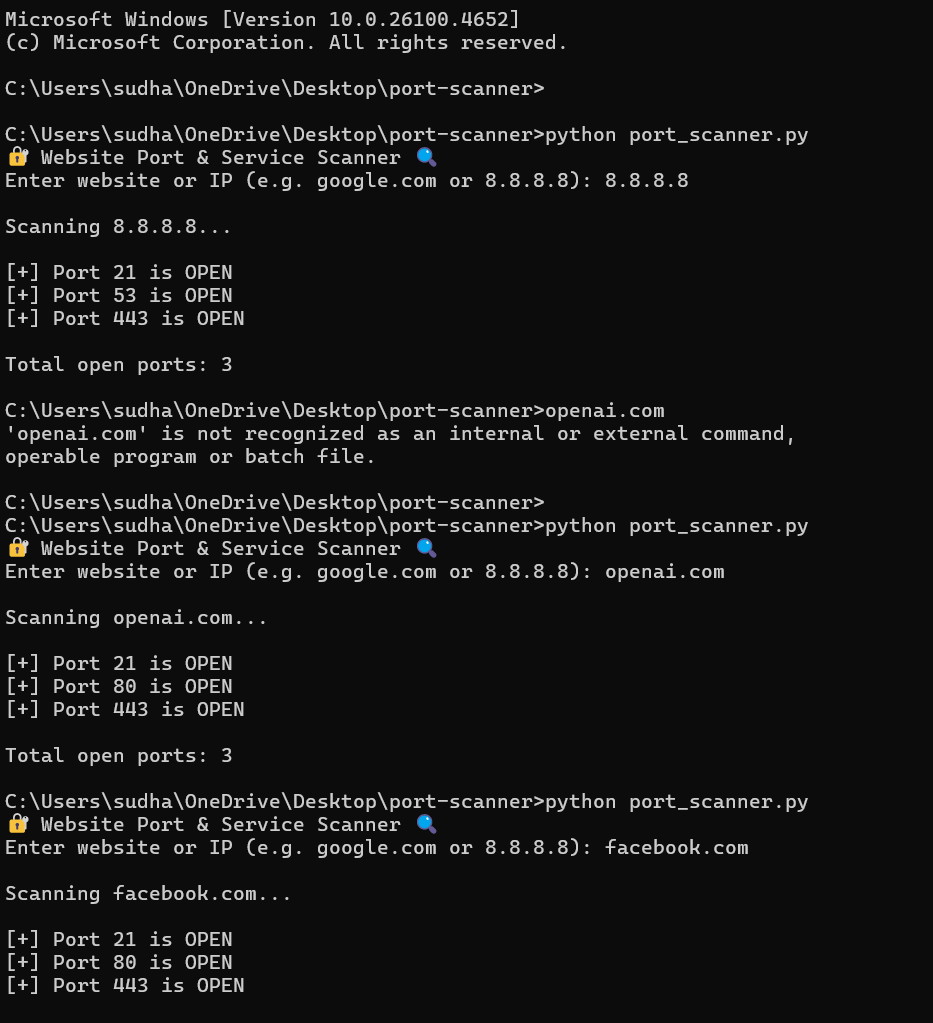 Microsoft Windows [Version 10.0.26100.4652]
(c) Microsoft Corporation. All rights reserved.
C:\Users\sudha\OneDrive\Desktop\port-scanner>
C:\Users\sudha\OneDrive\Desktop\port-scanner>python port_scanner.py
🔐 Website Port & Service Scanner 🔍
Enter website or IP (e.g. google.com or 8.8.8.8): 8.8.8.8
Scanning 8.8.8.8...
[+] Port 21 is OPEN
[+] Port 53 is OPEN
[+] Port 443 is OPEN
Total open ports: 3
C:\Users\sudha\OneDrive\Desktop\port-scanner>openai.com
'openai.com' is not recognized as an internal or external command,
operable program or batch file.
C:\Users\sudha\OneDrive\Desktop\port-scanner>
C:\Users\sudha\OneDrive\Desktop\port-scanner>python port_scanner.py
🔐 Website Port & Service Scanner 🔍
Enter website or IP (e.g. google.com or 8.8.8.8): openai.com
Scanning openai.com...
[+] Port 21 is OPEN
[+] Port 80 is OPEN
[+] Port 443 is OPEN
Total open ports: 3
C:\Users\sudha\OneDrive\Desktop\port-scanner>python port_scanner.py
🔐 Website Port & Service Scanner 🔍
Enter website or IP (e.g. google.com or 8.8.8.8): facebook.com
Scanning facebook.com...
[+] Port 21 is OPEN
[+] Port 80 is OPEN
[+] Port 443 is OPEN